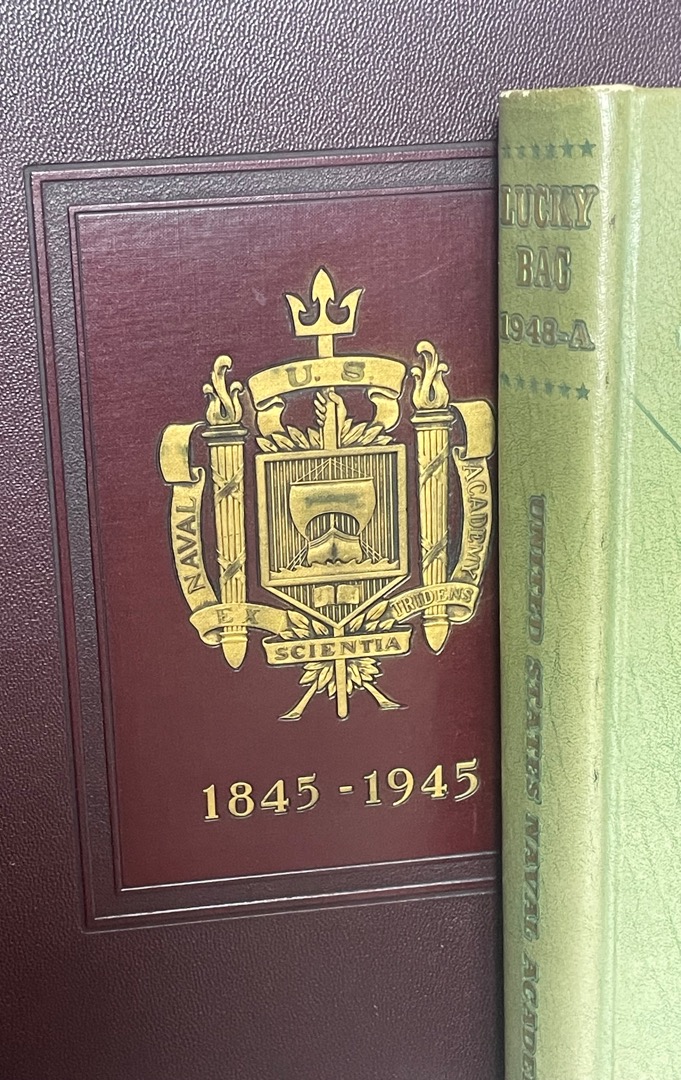 U. S
NAVAL
ACADEMY
EX
TRIDENS
SCIENTIA
1845 - 1945
LUCKY
BAG
1948-A
UNITED STATES NAVAL ACADE